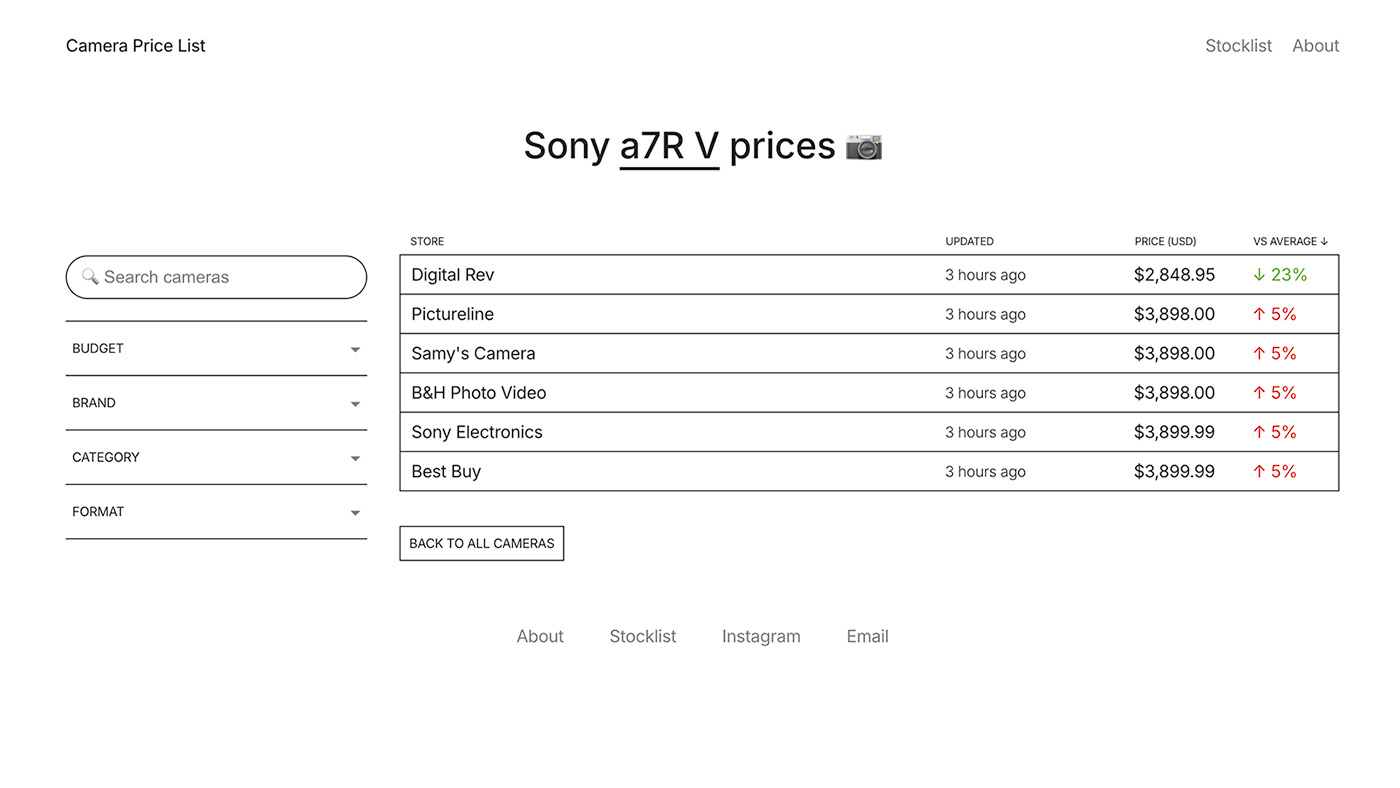 Camera Price List
Stocklist About
Sony a7R V prices
Search cameras
BUDGET
BRAND
CATEGORY
FORMAT
STORE UPDATED PRICE (USD) VS AVERAGE ↓
Digital Rev 3 hours ago $2,848.95 ↓ 23%
Pictureline 3 hours ago $3,898.00 ↑ 5%
Samy's Camera 3 hours ago $3,898.00 ↑ 5%
B&H Photo Video 3 hours ago $3,898.00 ↑ 5%
Sony Electronics 3 hours ago $3,899.99 ↑ 5%
Best Buy 3 hours ago $3,899.99 ↑ 5%
BACK TO ALL CAMERAS
About Stocklist Instagram Email